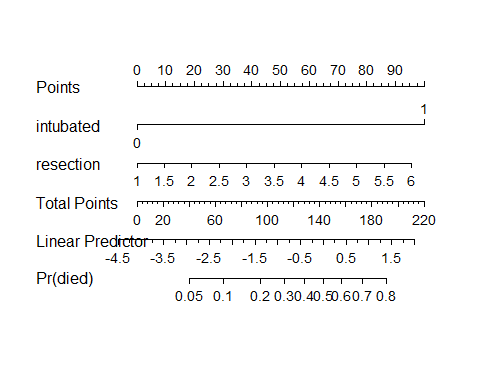 0 10 20 30 40 50 60 70 80 90
Points
1
intubated
0
resection
1 1.5 2 2.5 3 3.5 4 4.5 5 5.5 6
Total Points
0 20 60 100 140 180 220
Linear Predictor
-4.5 -3.5 -2.5 -1.5 -0.5 0.5 1.5
Pr(died)
0.05 0.1 0.2 0.3 0.4 0.5 0.6 0.7 0.8